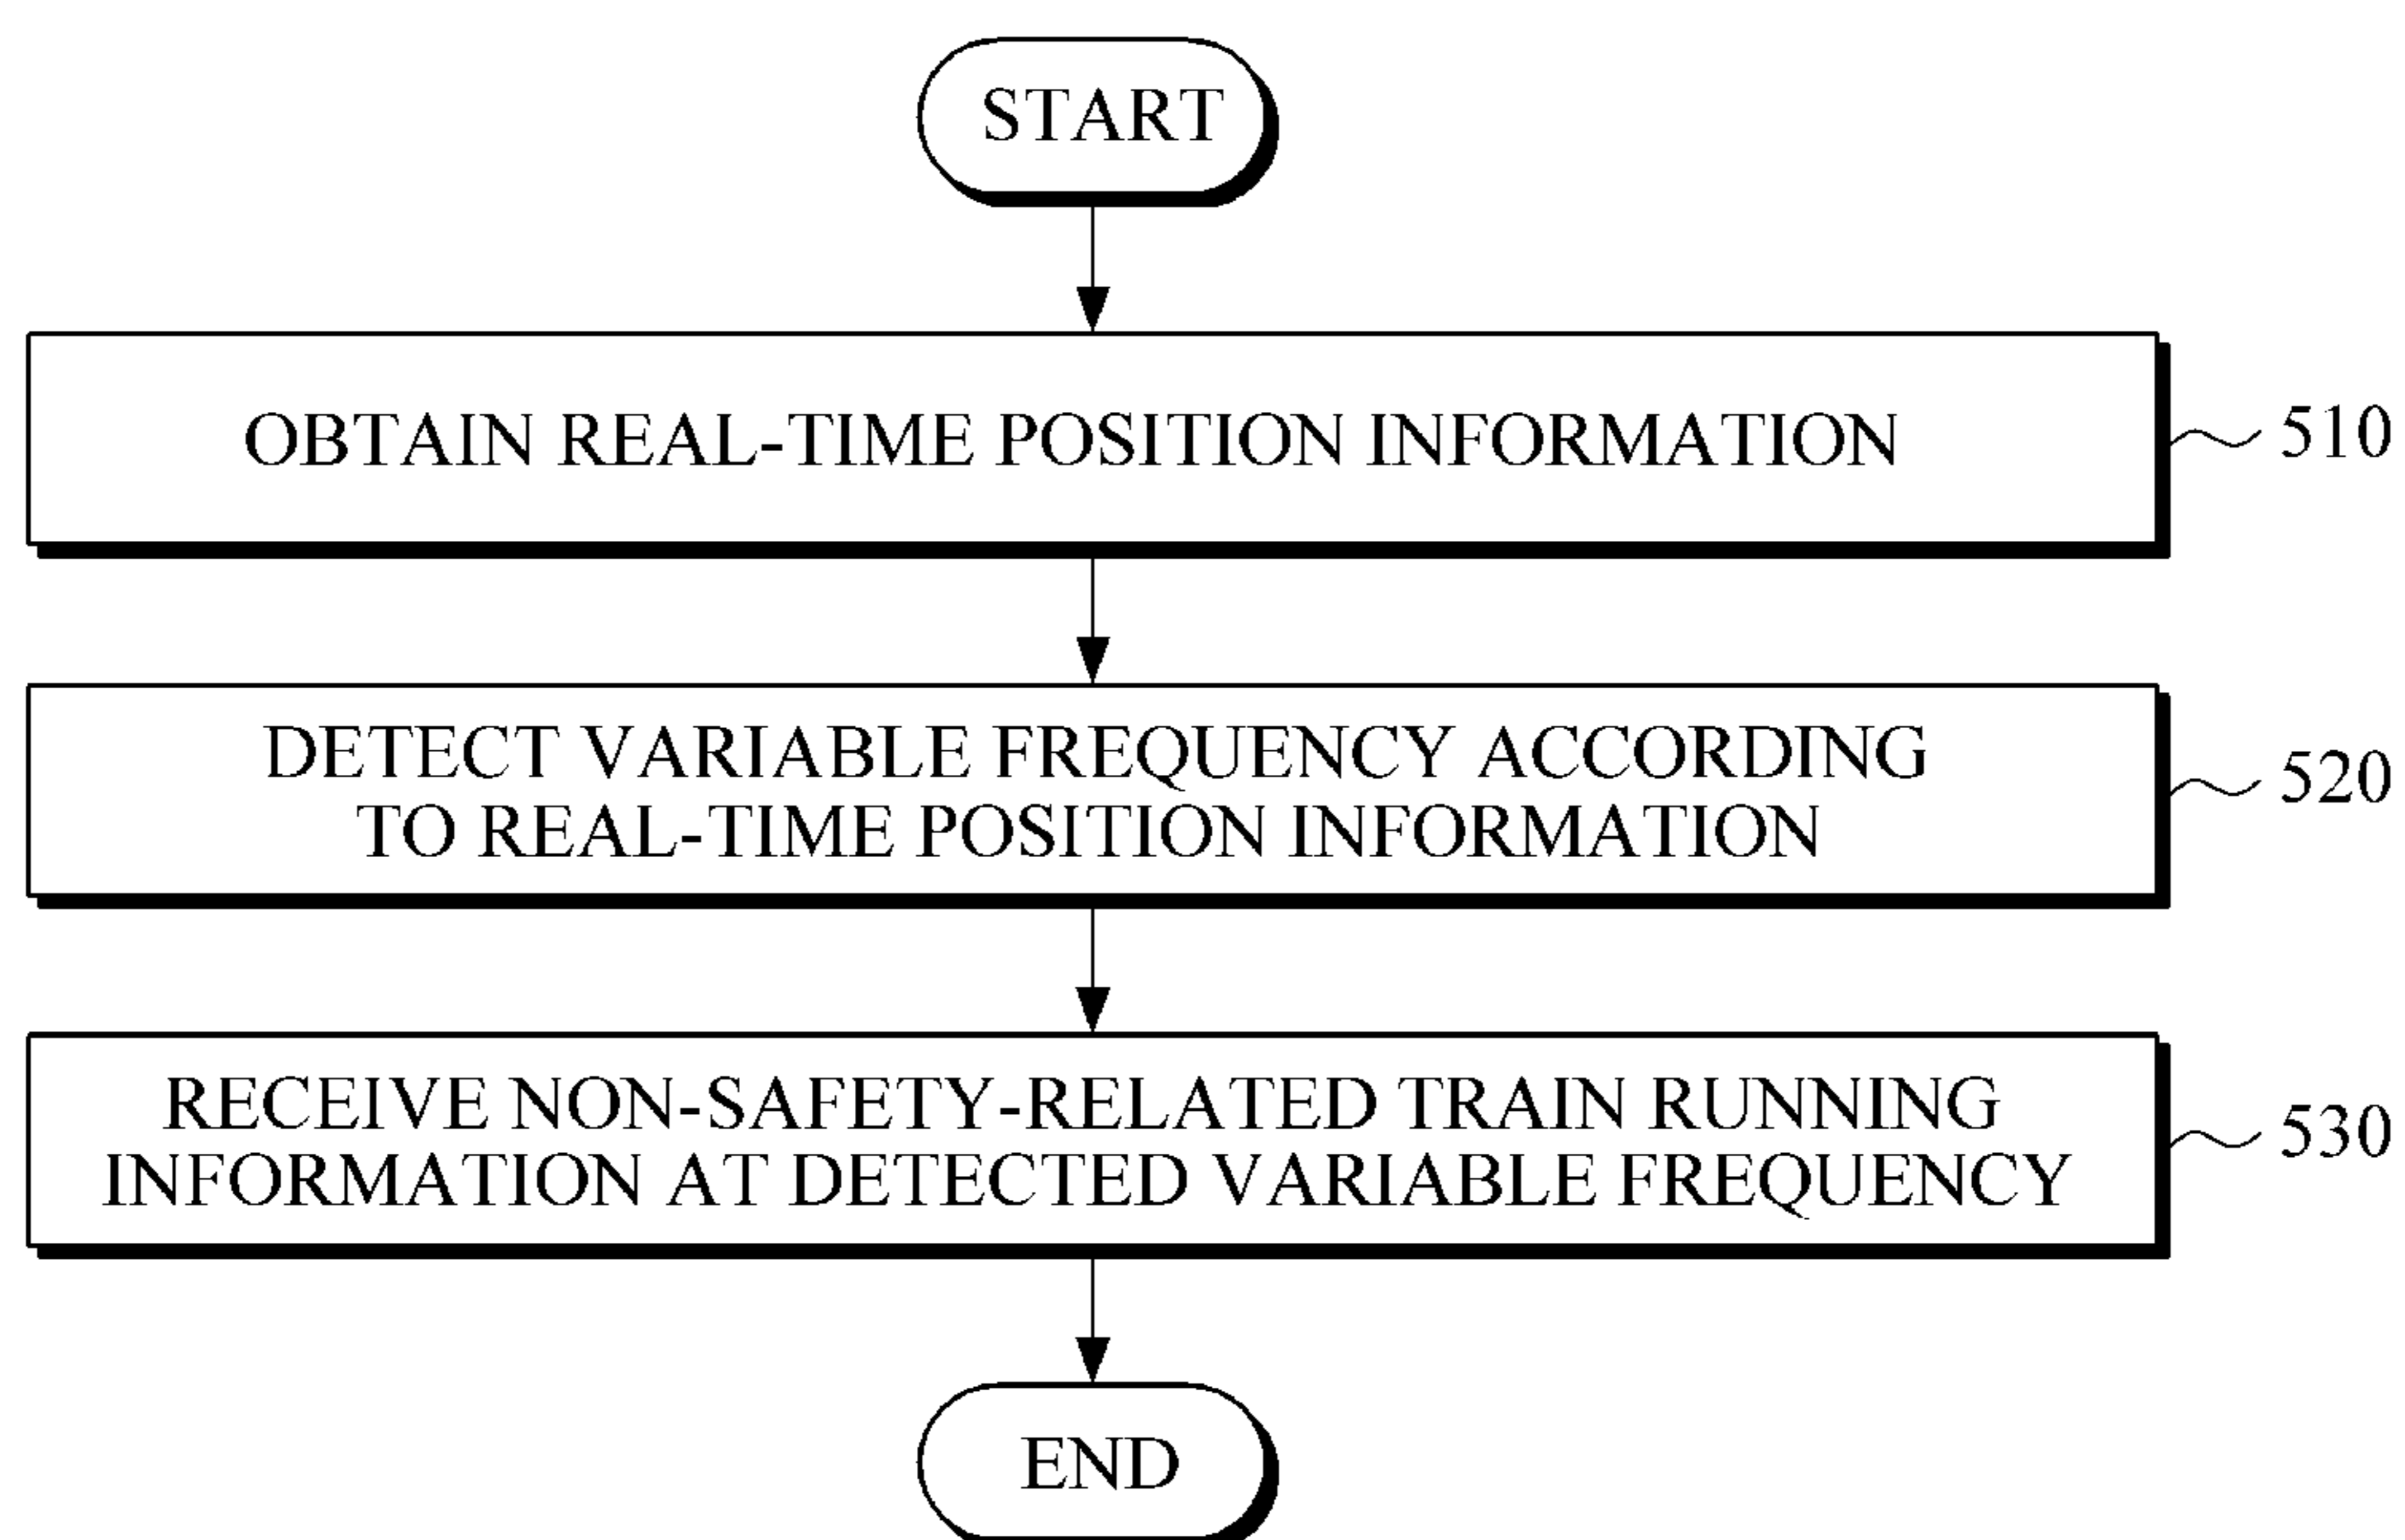 START
OBTAIN REAL-TIME POSITION INFORMATION
510
DETECT VARIABLE FREQUENCY ACCORDING
TO REAL-TIME POSITION INFORMATION
520
RECEIVE NON-SAFETY-RELATED TRAIN RUNNING
INFORMATION AT DETECTED VARIABLE FREQUENCY
530
END